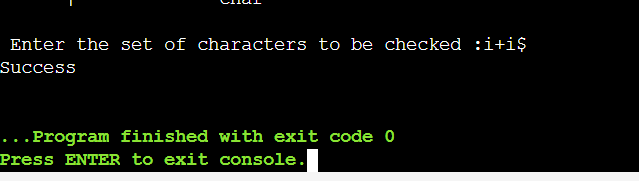 char
Enter the set of characters to be checked :i+i$
Success
...Program finished with exit code 0
Press ENTER to exit console.